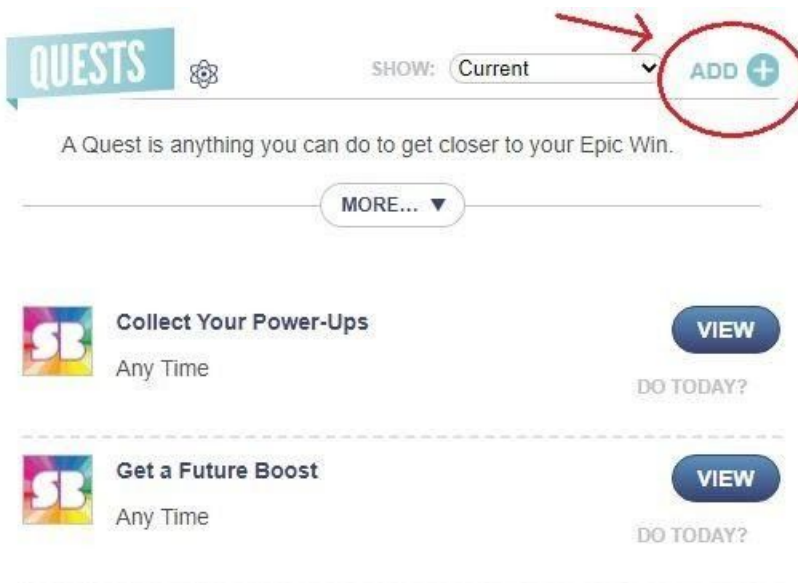 QUESTS SHOW: Current ADD
A Quest is anything you can do to get closer to your Epic Win.
MORE...
SB Collect Your Power-Ups VIEW
Any Time
DO TODAY?
SB Get a Future Boost VIEW
Any Time
DO TODAY?